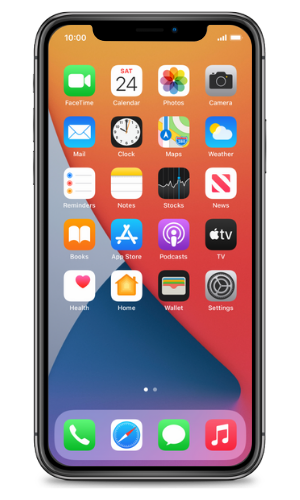 10:00
SAT
24
FaceTime Calendar Photos Camera
Mail Clock Maps Weather
Reminders Notes Stocks News
tv
Books App Store Podcasts TV
Health Home Wallet Settings